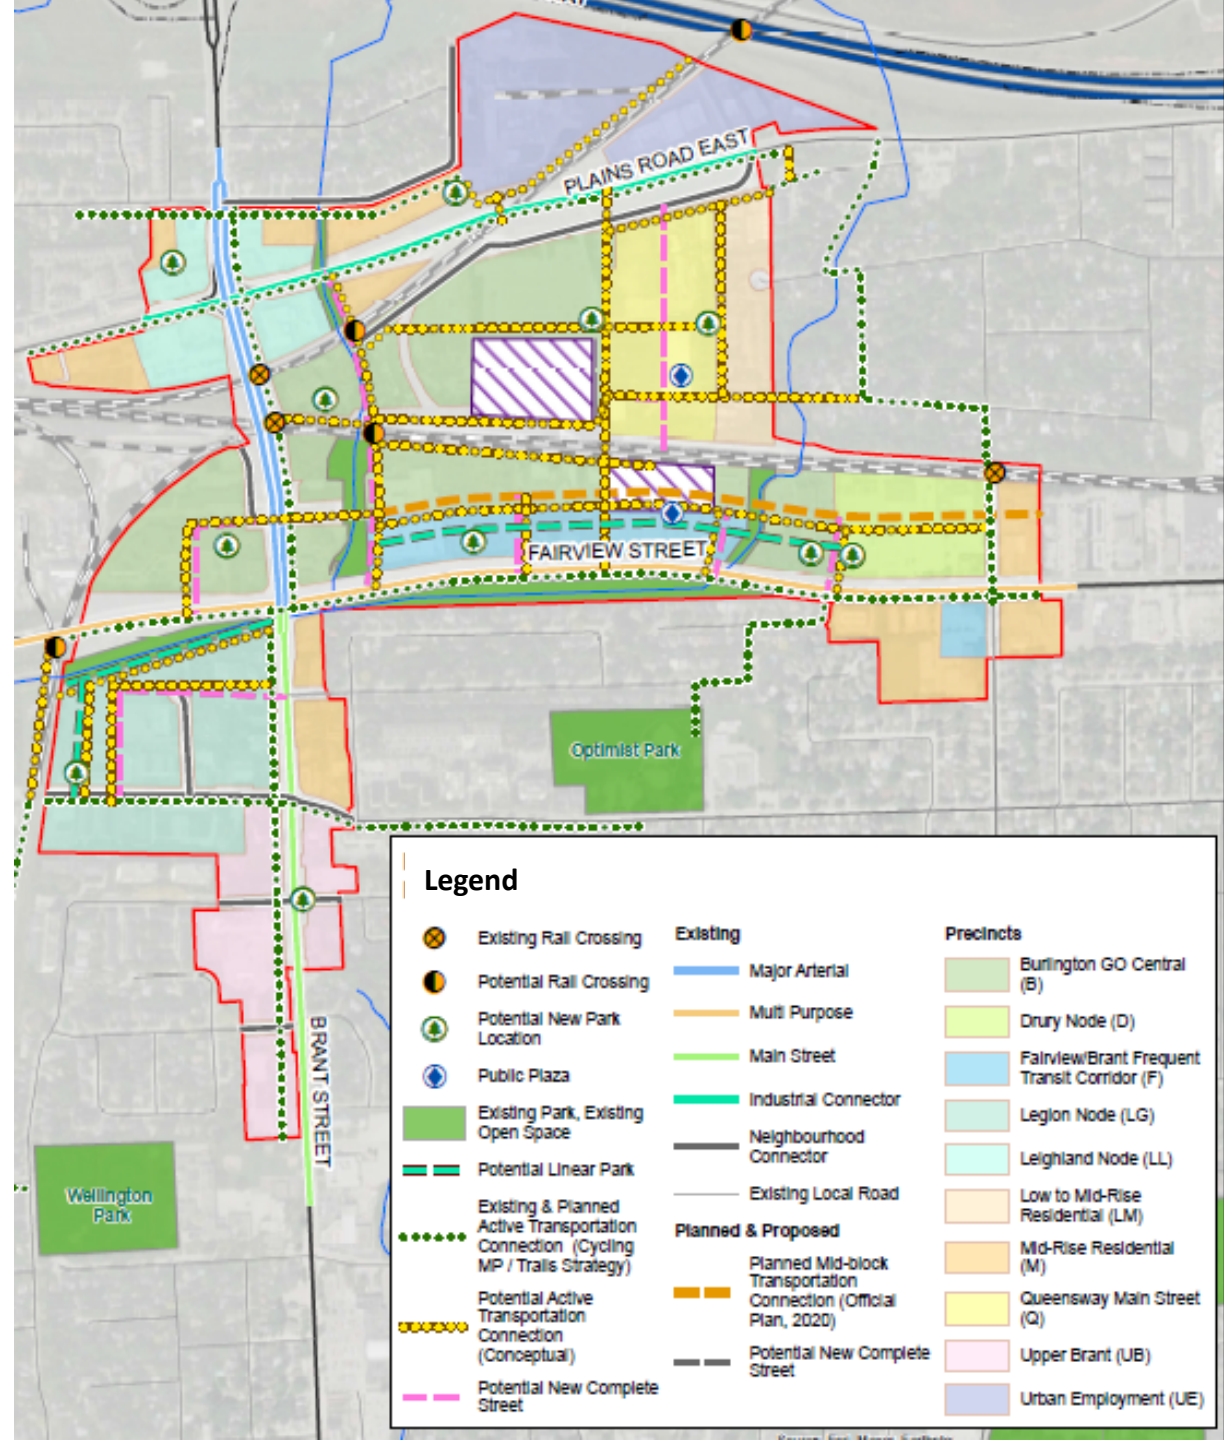 PLAINS ROAD EAST
FAIRVIEW STREET
Optimist Park
BRANT STREET
Wellington
Park
Legend
Existing Rail Crossing
Potential Rail Crossing
Potential New Park
Location
Public Plaza
Existing Park, Existing
Open Space
Potential Linear Park
Existing & Planned
Active Transportation
Connection (Cycling
MP / Trails Strategy)
Potential Active
Transportation
Connection
(Conceptual)
Potential New Complete
Street
Existing
Major Arterial
Multi Purpose
Main Street
Industrial Connector
Neighbourhood
Connector
Existing Local Road
Planned & Proposed
Planned Mid-block
Transportation
Connection (Official
Plan, 2020)
Potential New Complete
Street
Precincts
Burlington GO Central
(B)
Drury Node (D)
Fairview/Brant Frequent
Transit Corridor (F)
Legion Node (LG)
Leighland Node (LL)
Low to Mid-Rise
Residential (LM)
Mid-Rise Residential
(M)
Queensway Main Street
(Q)
Upper Brant (UB)
Urban Employment (UE)